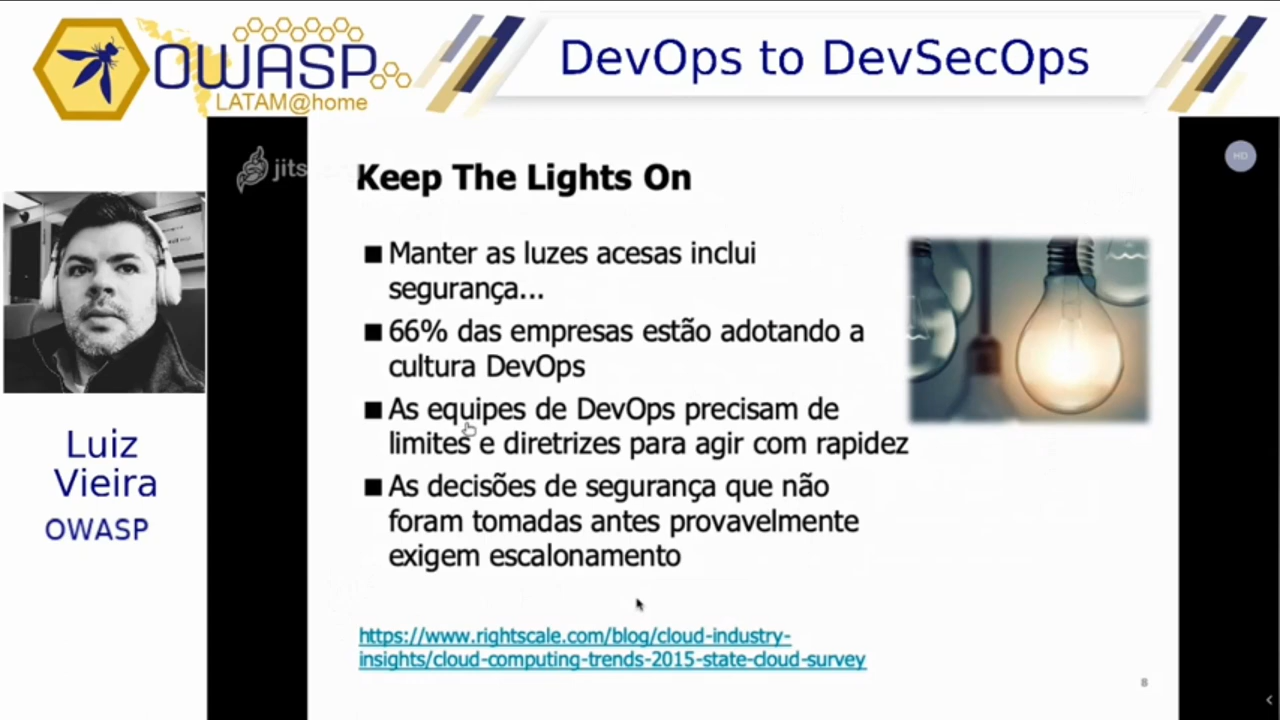 OWASP
LATAM@home
DevOps to DevSecOps
jits
HD
Keep The Lights On
■ Manter as luzes acesas inclui
segurança...
■ 66% das empresas estão adotando a
cultura DevOps
■ As equipes de DevOps precisam de
limites e diretrizes para agir com rapidez
■ As decisões de segurança que não
foram tomadas antes provavelmente
exigem escalonamento
https://www.rightscale.com/blog/cloud-industry-
insights/cloud-computing-trends-2015-state-cloud-survey
8
Luiz
Vieira
OWASP